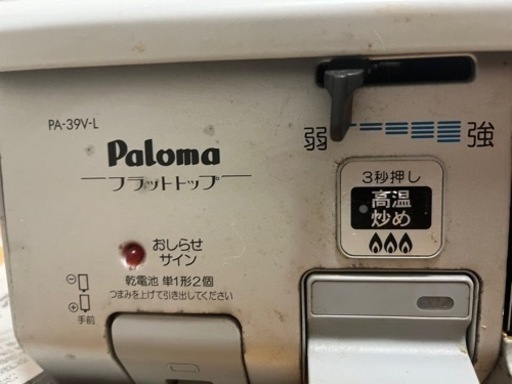 PA-39V-L
Paloma
フラットトップ
弱
強
3秒押し
高温
炒め
おしらせ
サイン
乾電池 単1形2個
つまみを上げて引き出してください
⊖
⊕
手前